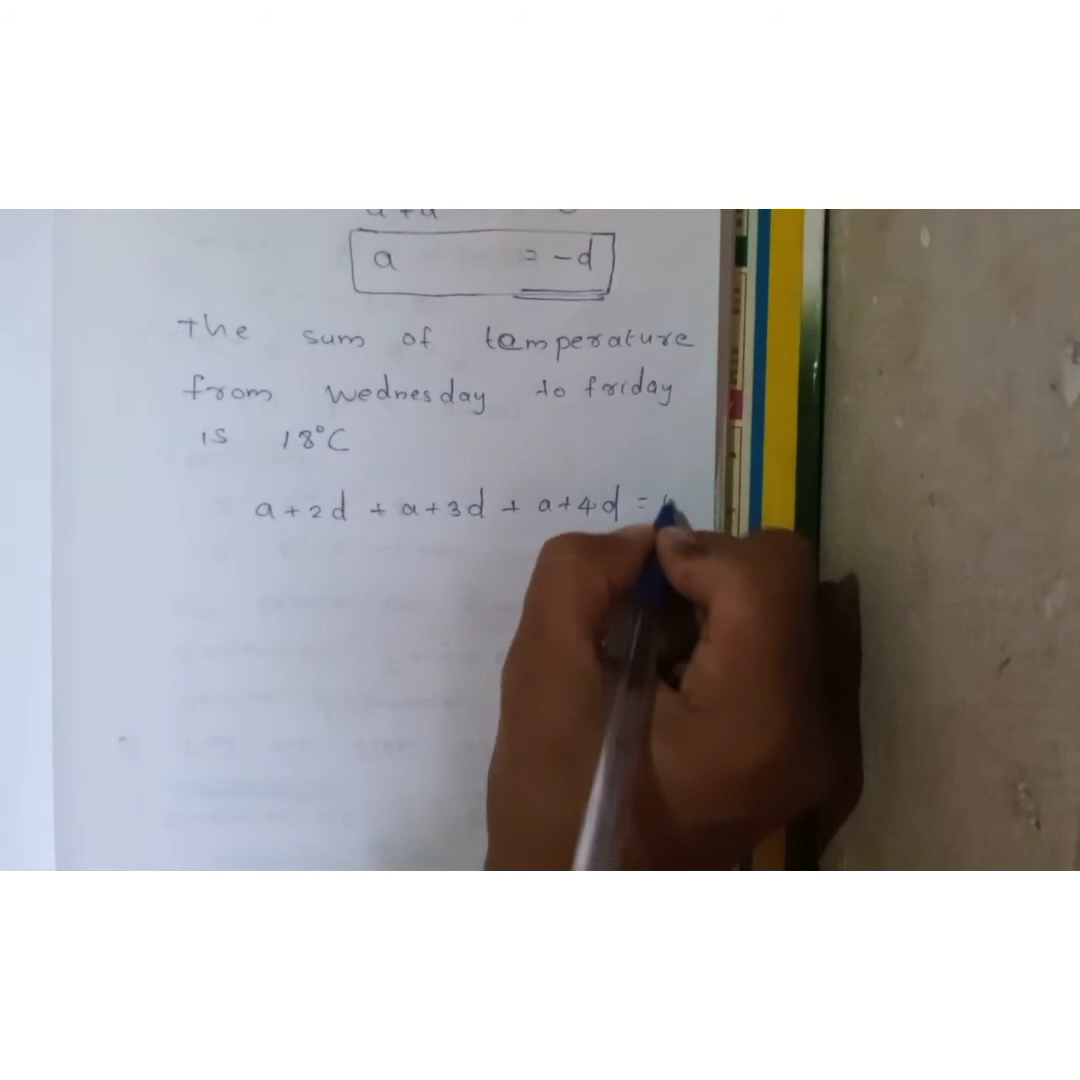 a = -d
the sum of temperature
from wednesday to friday
is 18°C
a+2d + a+3d + a+4d =